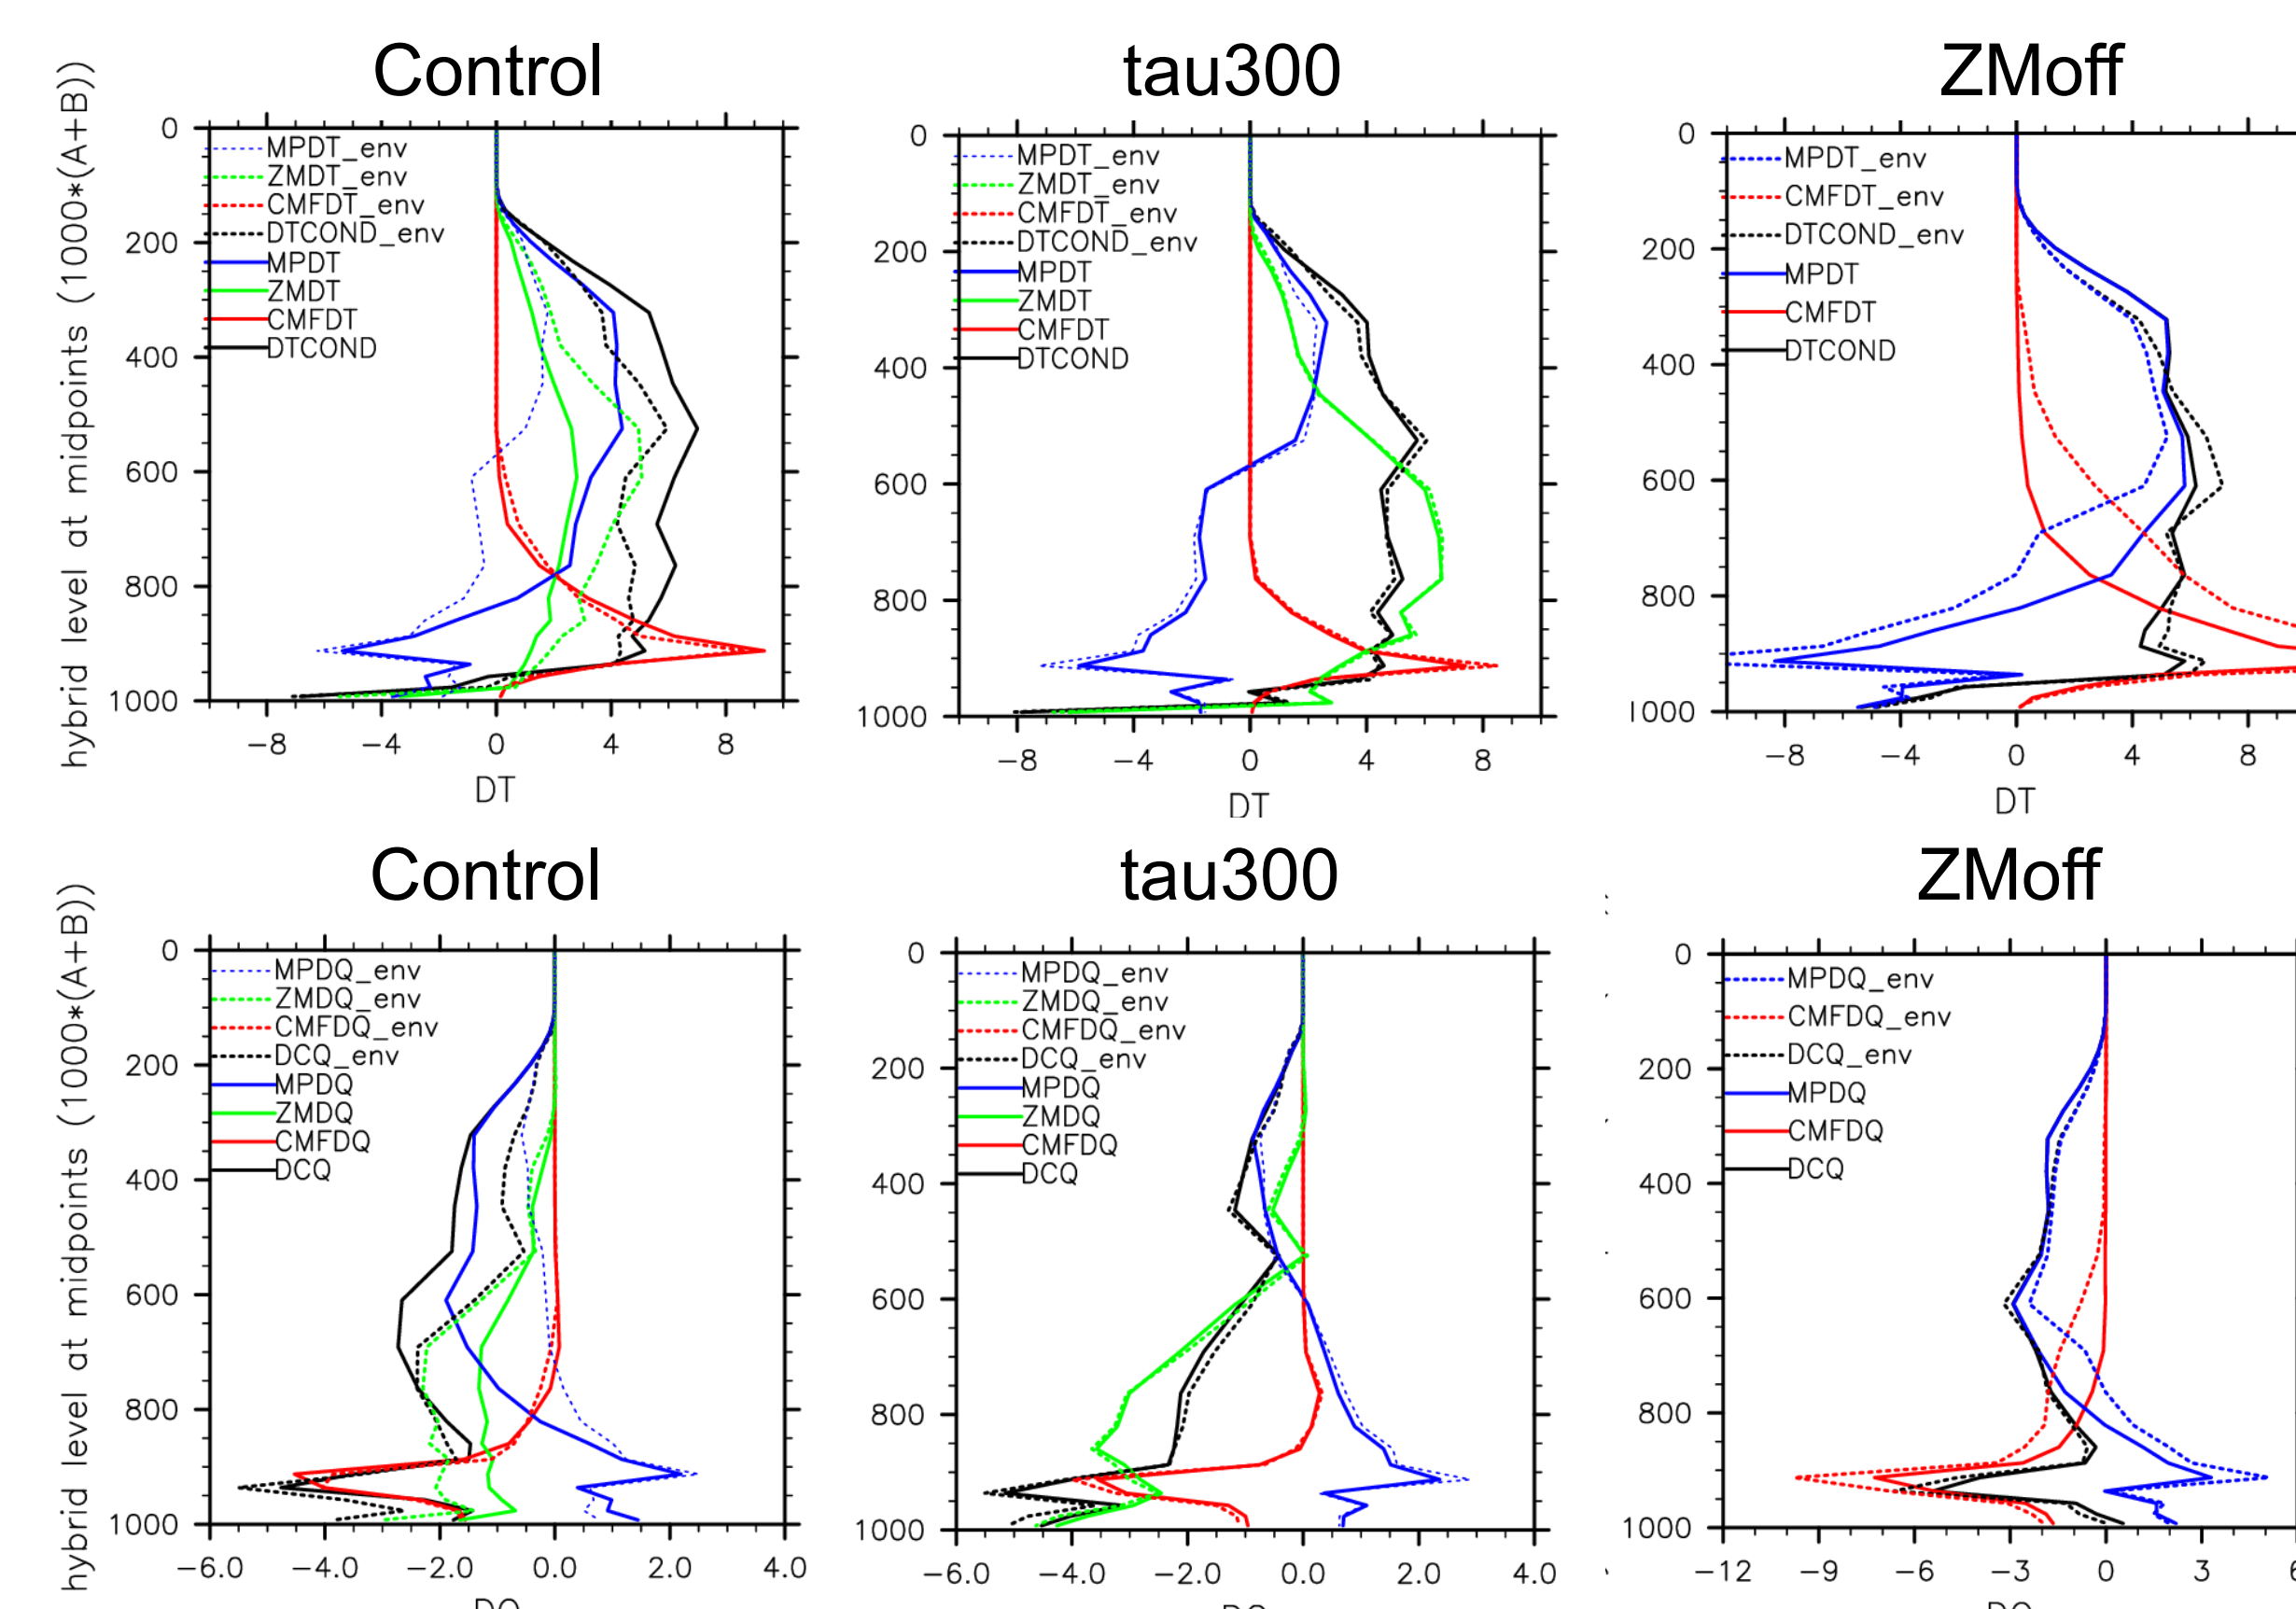 Control
tau300
ZMoff
hybrid level at midpoints (1000*(A+B))
0
200
400
600
800
1000
MPDT_env
ZMDT_env
CMFDT_env
DTCOND_env
MPDT
ZMDT
CMFDT
DTCOND
-8 -4 0 4 8
DT
0
200
400
600
800
1000
MPDT_env
ZMDT_env
CMFDT_env
DTCOND_env
MPDT
ZMDT
CMFDT
DTCOND
-8 -4 0 4 8
DT
0
200
400
600
800
1000
MPDT_env
CMFDT_env
DTCOND_env
MPDT
CMFDT
DTCOND
-8 -4 0 4 8
DT
Control
tau300
ZMoff
hybrid level at midpoints (1000*(A+B))
0
200
400
600
800
1000
MPDQ_env
ZMDQ_env
CMFDQ_env
DCQ_env
MPDQ
ZMDQ
CMFDQ
DCQ
-6.0 -4.0 -2.0 0.0 2.0 4.0
0
200
400
600
800
1000
MPDQ_env
ZMDQ_env
CMFDQ_env
DCQ_env
MPDQ
ZMDQ
CMFDQ
DCQ
-6.0 -4.0 -2.0 0.0 2.0 4.0
0
200
400
600
800
1000
MPDQ_env
CMFDQ_env
DCQ_env
MPDQ
CMFDQ
DCQ
-12 -9 -6 -3 0 3